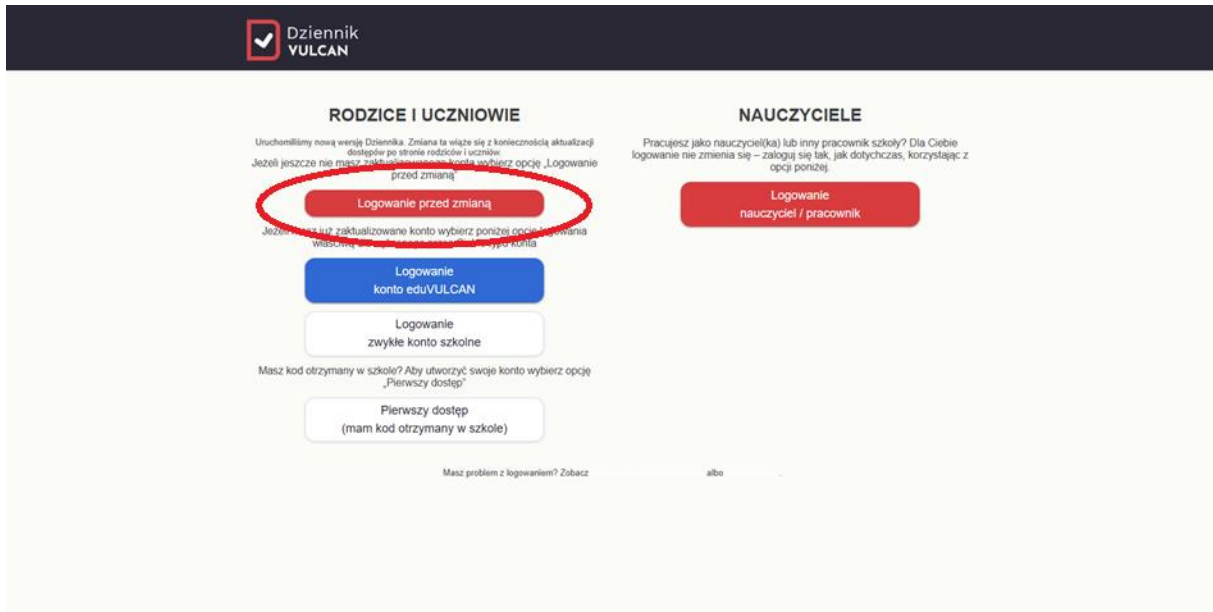 Dziennik
VULCAN
RODZICE I UCZNIOWIE
Uruchomiliśmy nową wersję Dziennika. Zmiana ta wiąże się z koniecznością aktualizacji
dostępów po stronie rodziców i uczniów.
Jeżeli jeszcze nie masz zaktualizowanego konta wybierz opcję „Logowanie
przed zmianą”
Logowanie przed zmianą
Jeżeli masz już zaktualizowane konto wybierz poniżej opcję logowania
konta
Logowanie
konto eduVULCAN
Logowanie
zwykłe konto szkolne
Masz kod otrzymany w szkole? Aby utworzyć swoje konto wybierz opcję
„Pierwszy dostęp”
Pierwszy dostęp
(mam kod otrzymany w szkole)
NAUCZYCIELE
Pracujesz jako nauczyciel(ka) lub inny pracownik szkoły? Dla Ciebie
logowanie nie zmienia się – zaloguj się tak, jak dotychczas, korzystając z
opcji poniżej.
Logowanie
nauczyciel / pracownik
Masz problem z logowaniem? Zobacz albo .